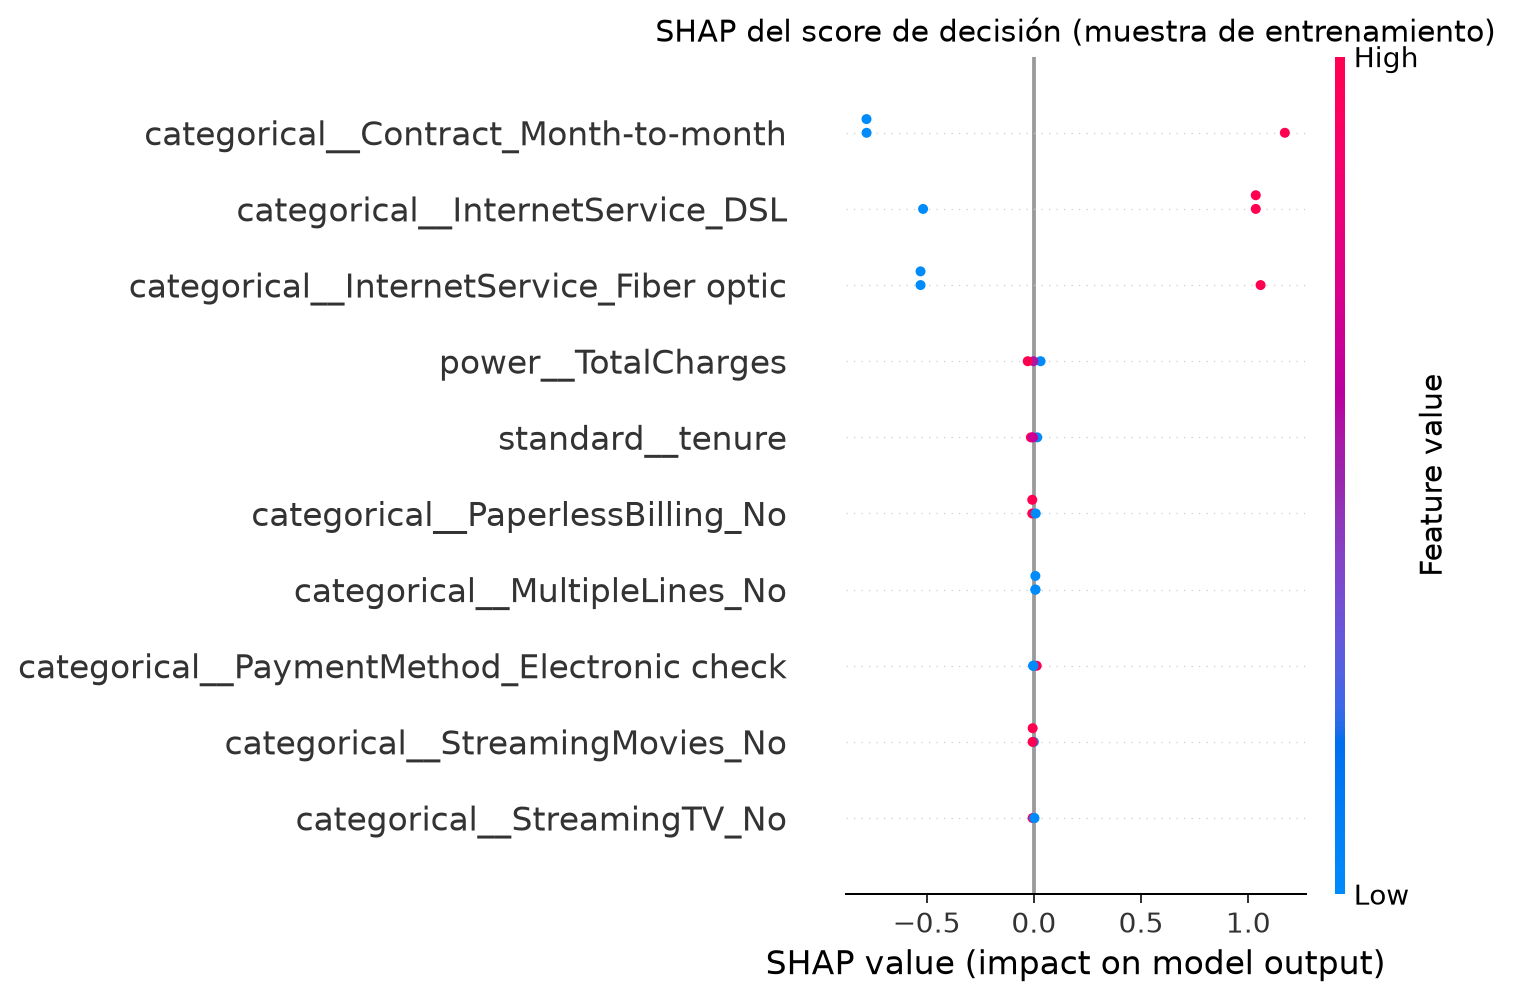 SHAP del score de decisión (muestra de entrenamiento)
High
categorical__Contract_Month-to-month
categorical__InternetService_DSL
categorical__InternetService_Fiber optic
power__TotalCharges
standard__tenure
categorical__PaperlessBilling_No
categorical__MultipleLines_No
categorical__PaymentMethod_Electronic check
categorical__StreamingMovies_No
categorical__StreamingTV_No
Feature value
Low
−0.5 0.0 0.5 1.0
SHAP value (impact on model output)